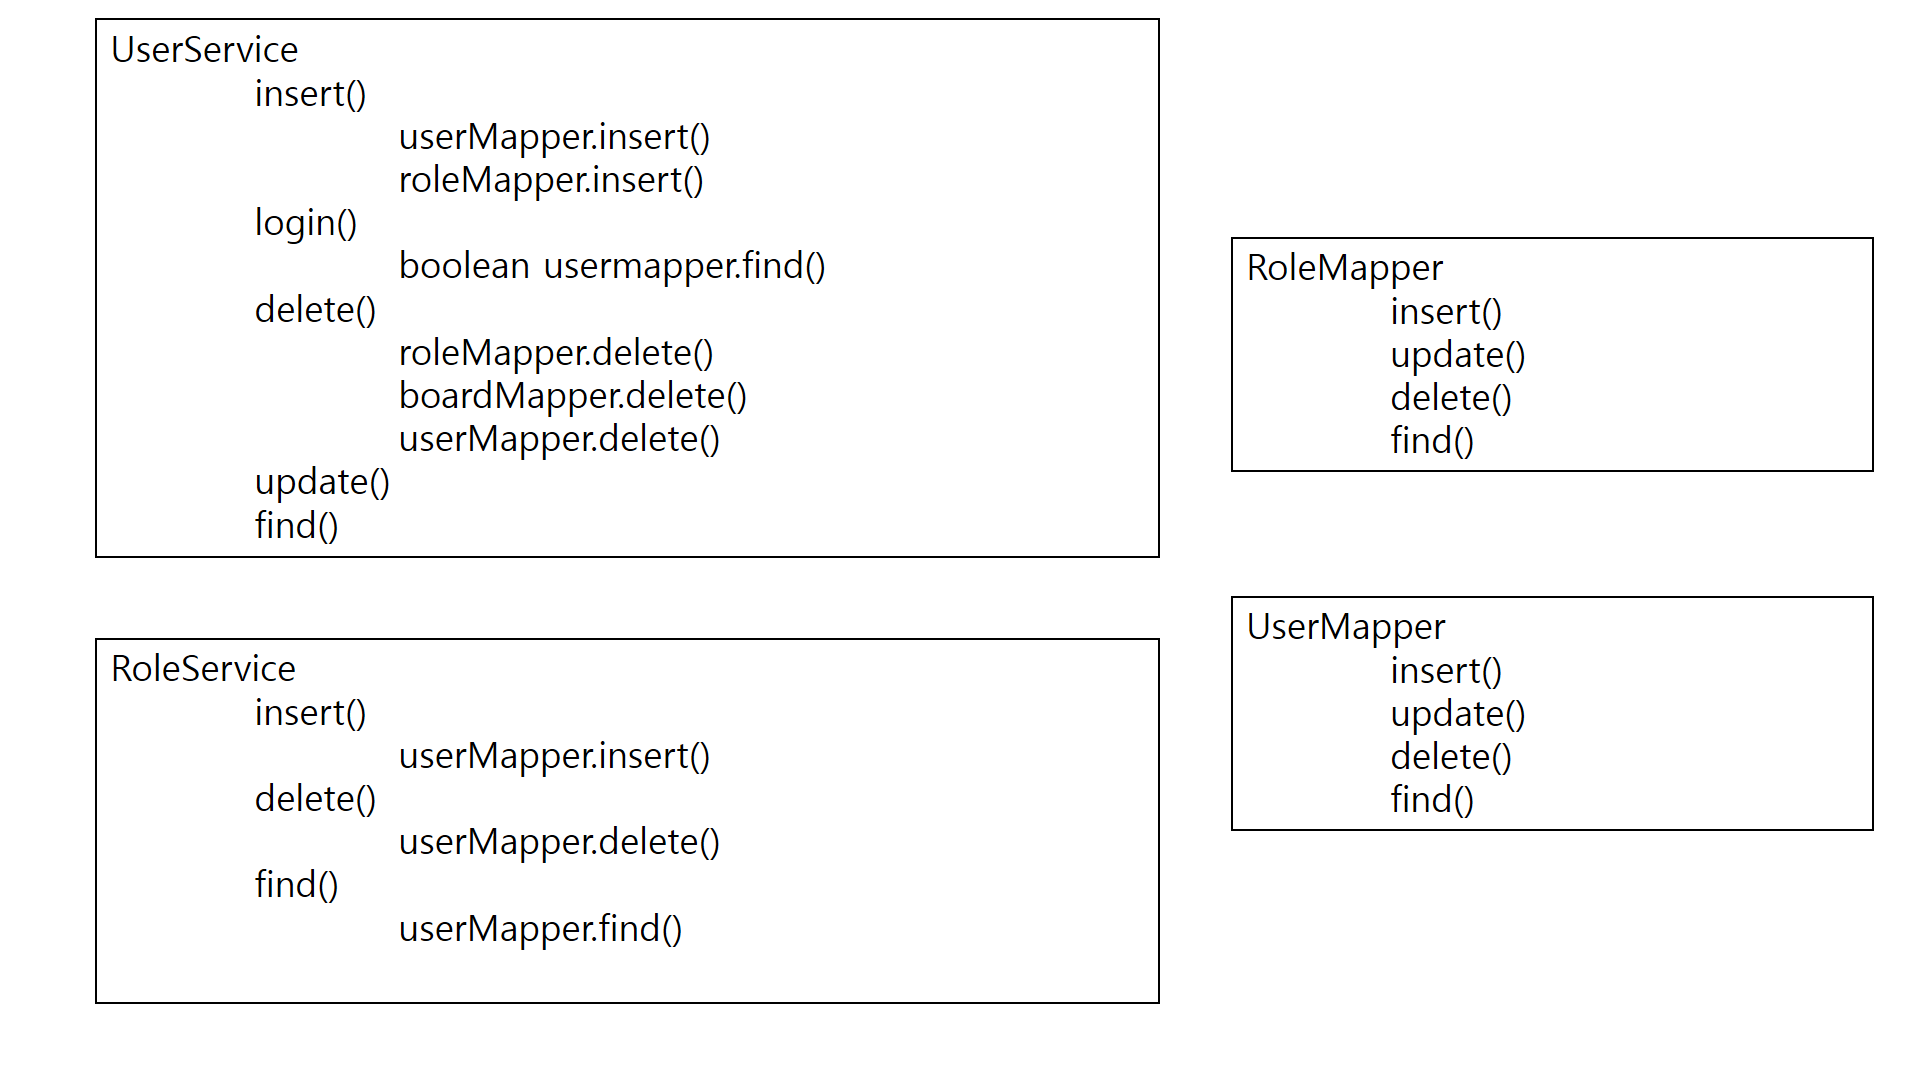 UserService
insert()
userMapper.insert()
roleMapper.insert()
login()
boolean usermapper.find()
delete()
roleMapper.delete()
boardMapper.delete()
userMapper.delete()
update()
find()
RoleService
insert()
userMapper.insert()
delete()
userMapper.delete()
find()
userMapper.find()
RoleMapper
insert()
update()
delete()
find()
UserMapper
insert()
update()
delete()
find()